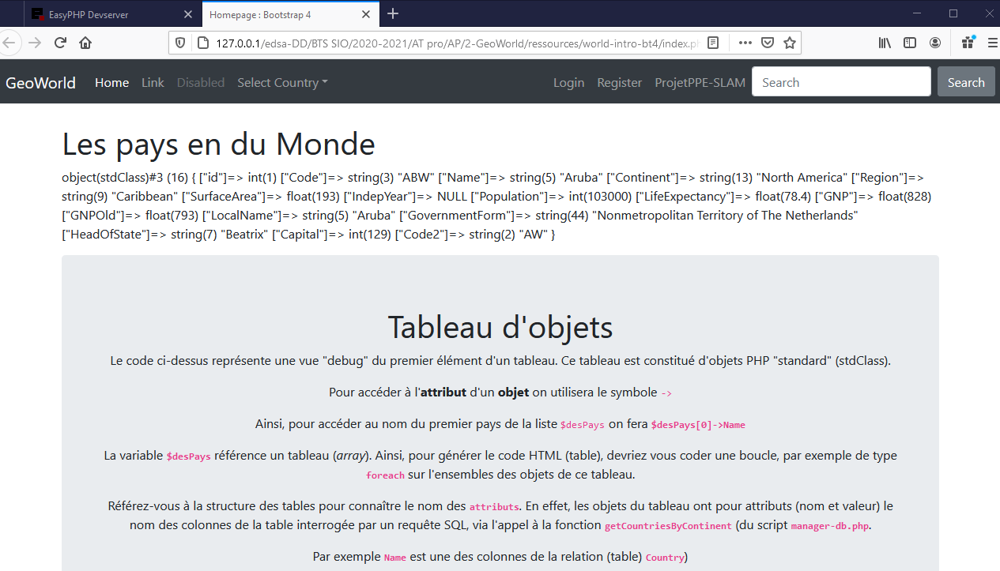 EasyPHP Devserver
Homepage : Bootstrap 4
127.0.0.1/edsa-DD/BTS SIO/2020-2021/AT pro/AP/2-GeoWorld/ressources/world-intro-bt4/index.ph
GeoWorld Home Link Disabled Select Country Login Register ProjetPPE-SLAM Search Search
Les pays en du Monde
object(stdClass)#3 (16) { ["id"]=> int(1) ["Code"]=> string(3) "ABW" ["Name"]=> string(5) "Aruba" ["Continent"]=> string(13) "North America" ["Region"]=>
string(9) "Caribbean" ["SurfaceArea"]=> float(193) ["IndepYear"]=> NULL ["Population"]=> int(103000) ["LifeExpectancy"]=> float(78.4) ["GNP"]=> float(828)
["GNPOld"]=> float(793) ["LocalName"]=> string(5) "Aruba" ["GovernmentForm"]=> string(44) "Nonmetropolitan Territory of The Netherlands"
["HeadOfState"]=> string(7) "Beatrix" ["Capital"]=> int(129) ["Code2"]=> string(2) "AW" }
Tableau d'objets
Le code ci-dessus représente une vue "debug" du premier élément d'un tableau. Ce tableau est constitué d'objets PHP "standard" (stdClass).
Pour accéder à l'attribut d'un objet on utilisera le symbole ->
Ainsi, pour accéder au nom du premier pays de la liste $desPays on fera $desPays[0]->Name
La variable $desPays référence un tableau (array). Ainsi, pour générer le code HTML (table), devriez vous coder une boucle, par exemple de type
foreach sur l'ensembles des objets de ce tableau.
Référez-vous à la structure des tables pour connaître le nom des attributs. En effet, les objets du tableau ont pour attributs (nom et valeur) le
nom des colonnes de la table interrogée par un requête SQL, via l'appel à la fonction getCountriesByContinent (du script manager-db.php.
Par exemple Name est une des colonnes de la relation (table) Country)